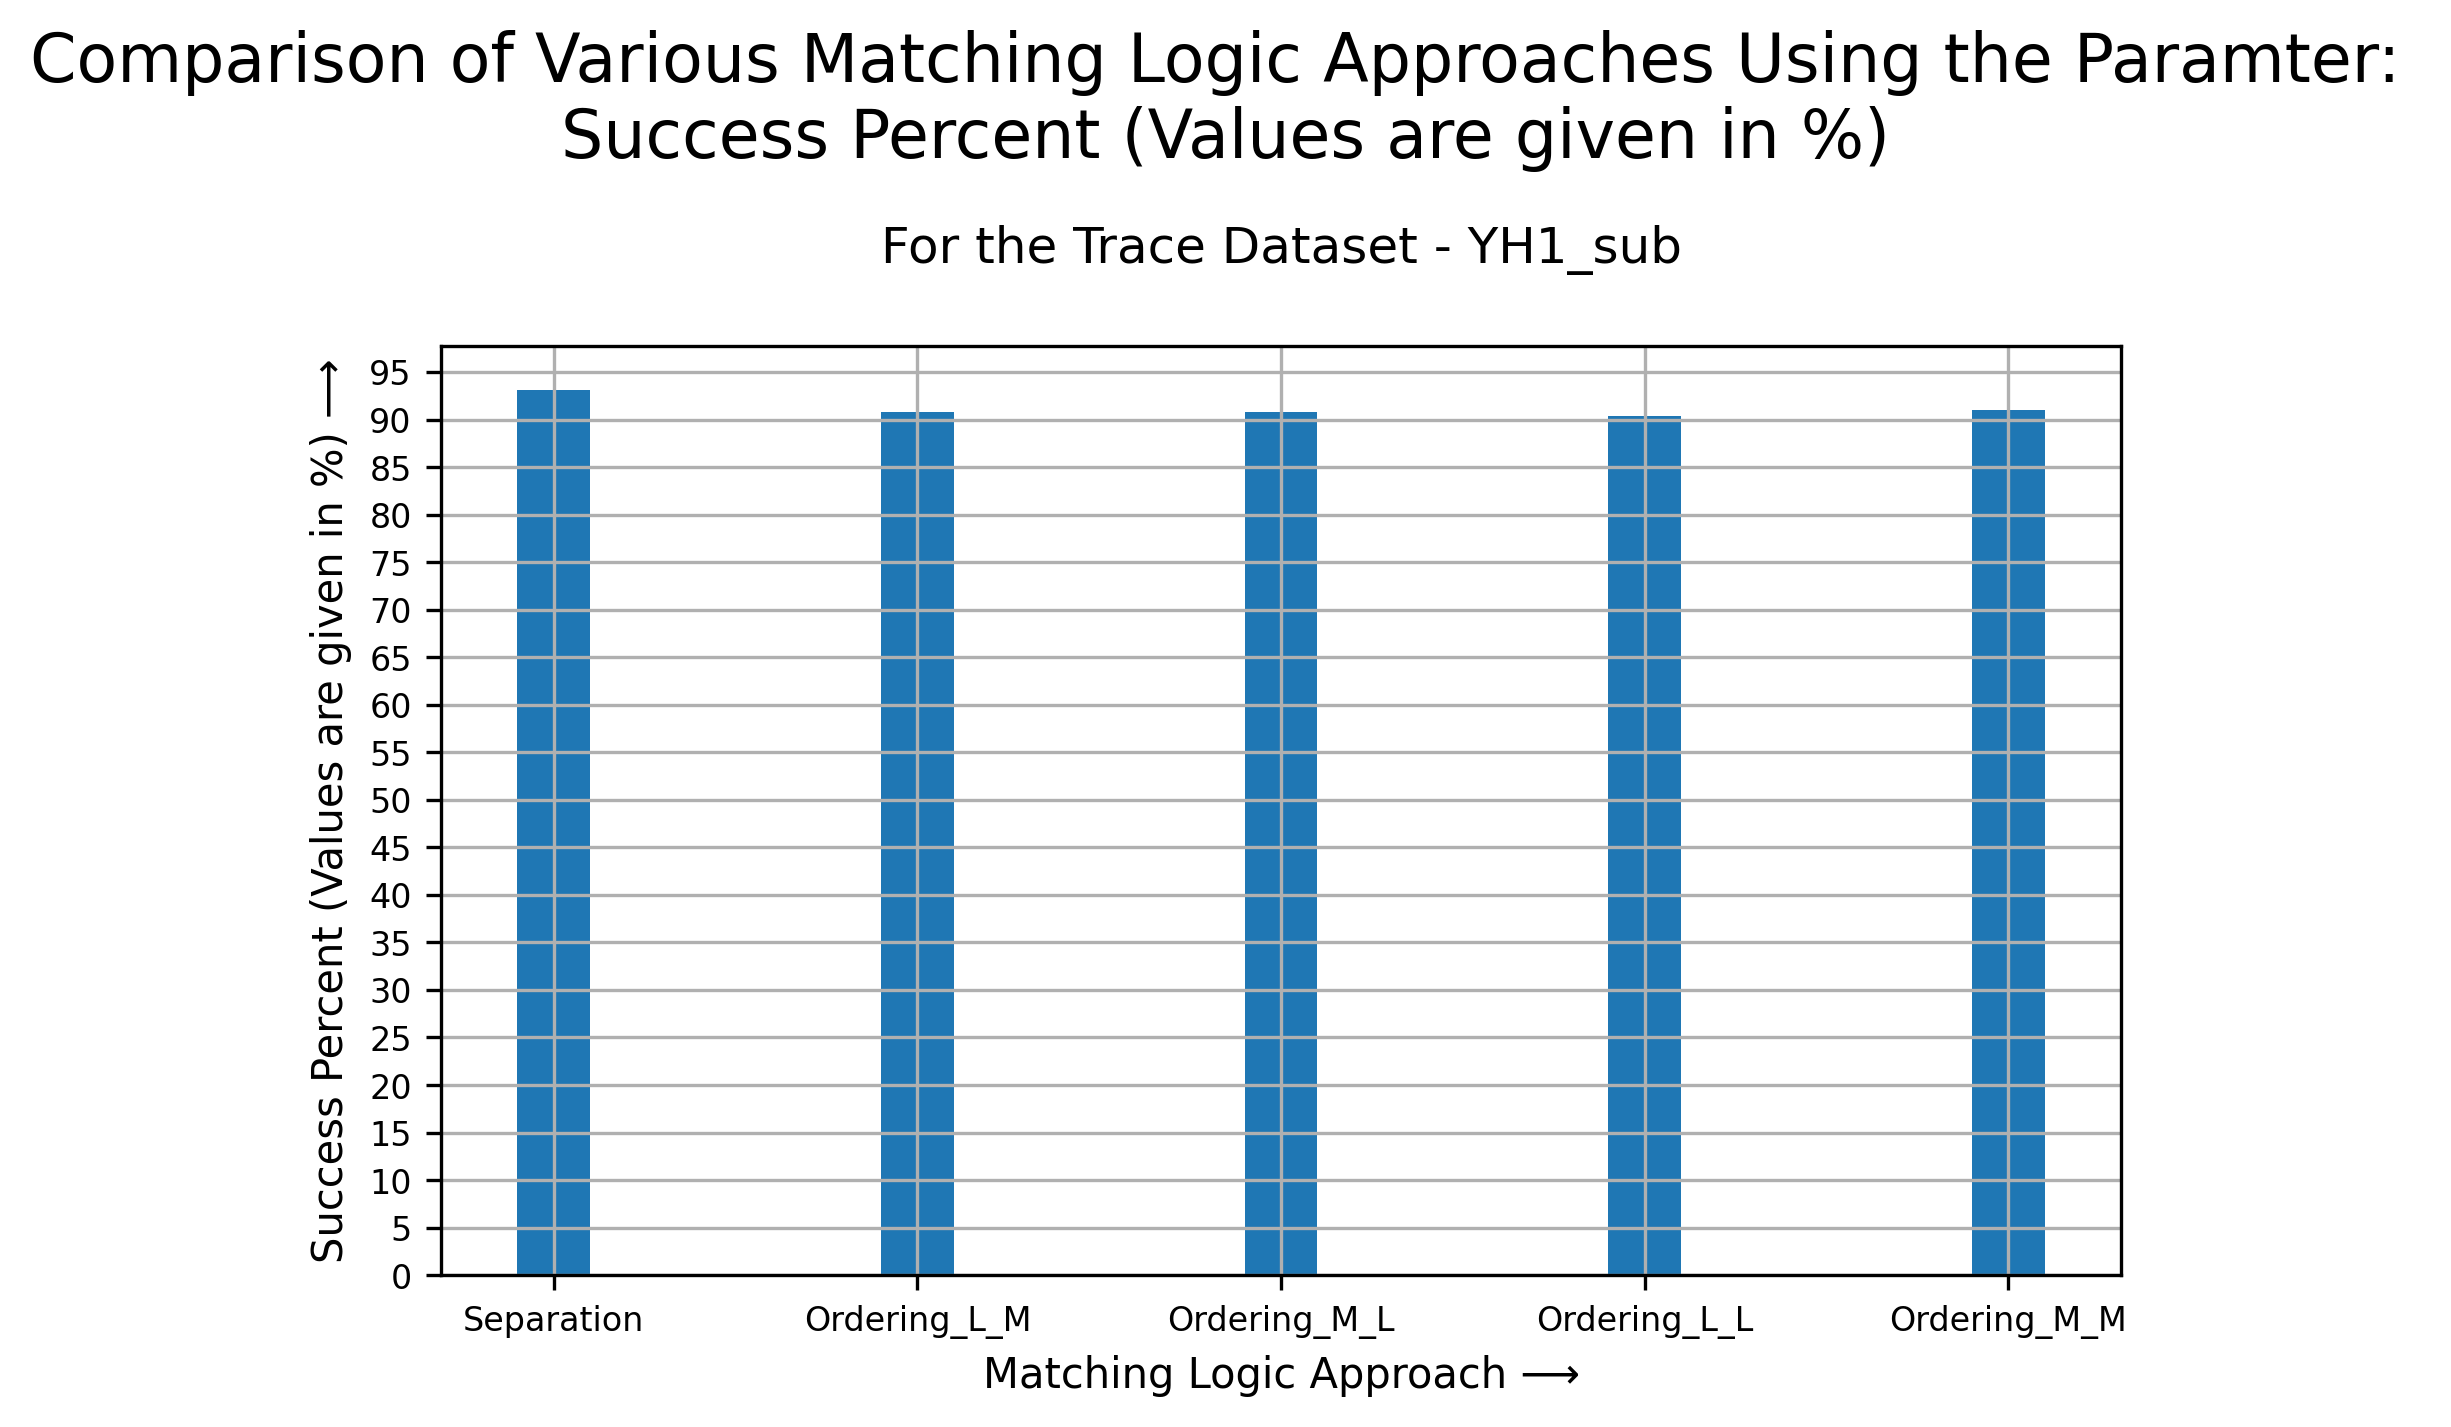 Comparison of Various Matching Logic Approaches Using the Paramter:
Success Percent (Values are given in %)
For the Trace Dataset - YH1_sub
Success Percent (Values are given in %) ⟶
95
90
85
80
75
70
65
60
55
50
45
40
35
30
25
20
15
10
5
0
Separation
Ordering_L_M
Ordering_M_L
Ordering_L_L
Ordering_M_M
Matching Logic Approach ⟶